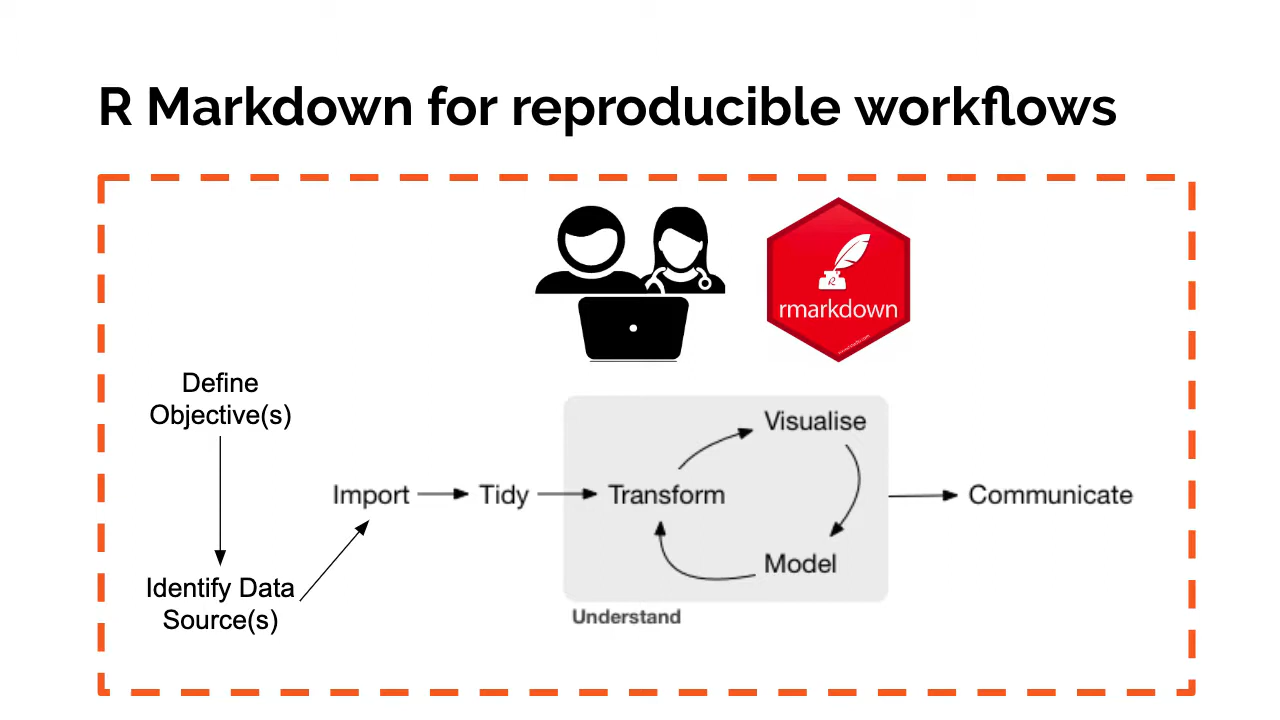 R Markdown for reproducible workflows
rmarkdown
Define
Objective(s)
Visualise
Import
Tidy
Transform
Communicate
Model
Identify Data
Source(s)
Understand